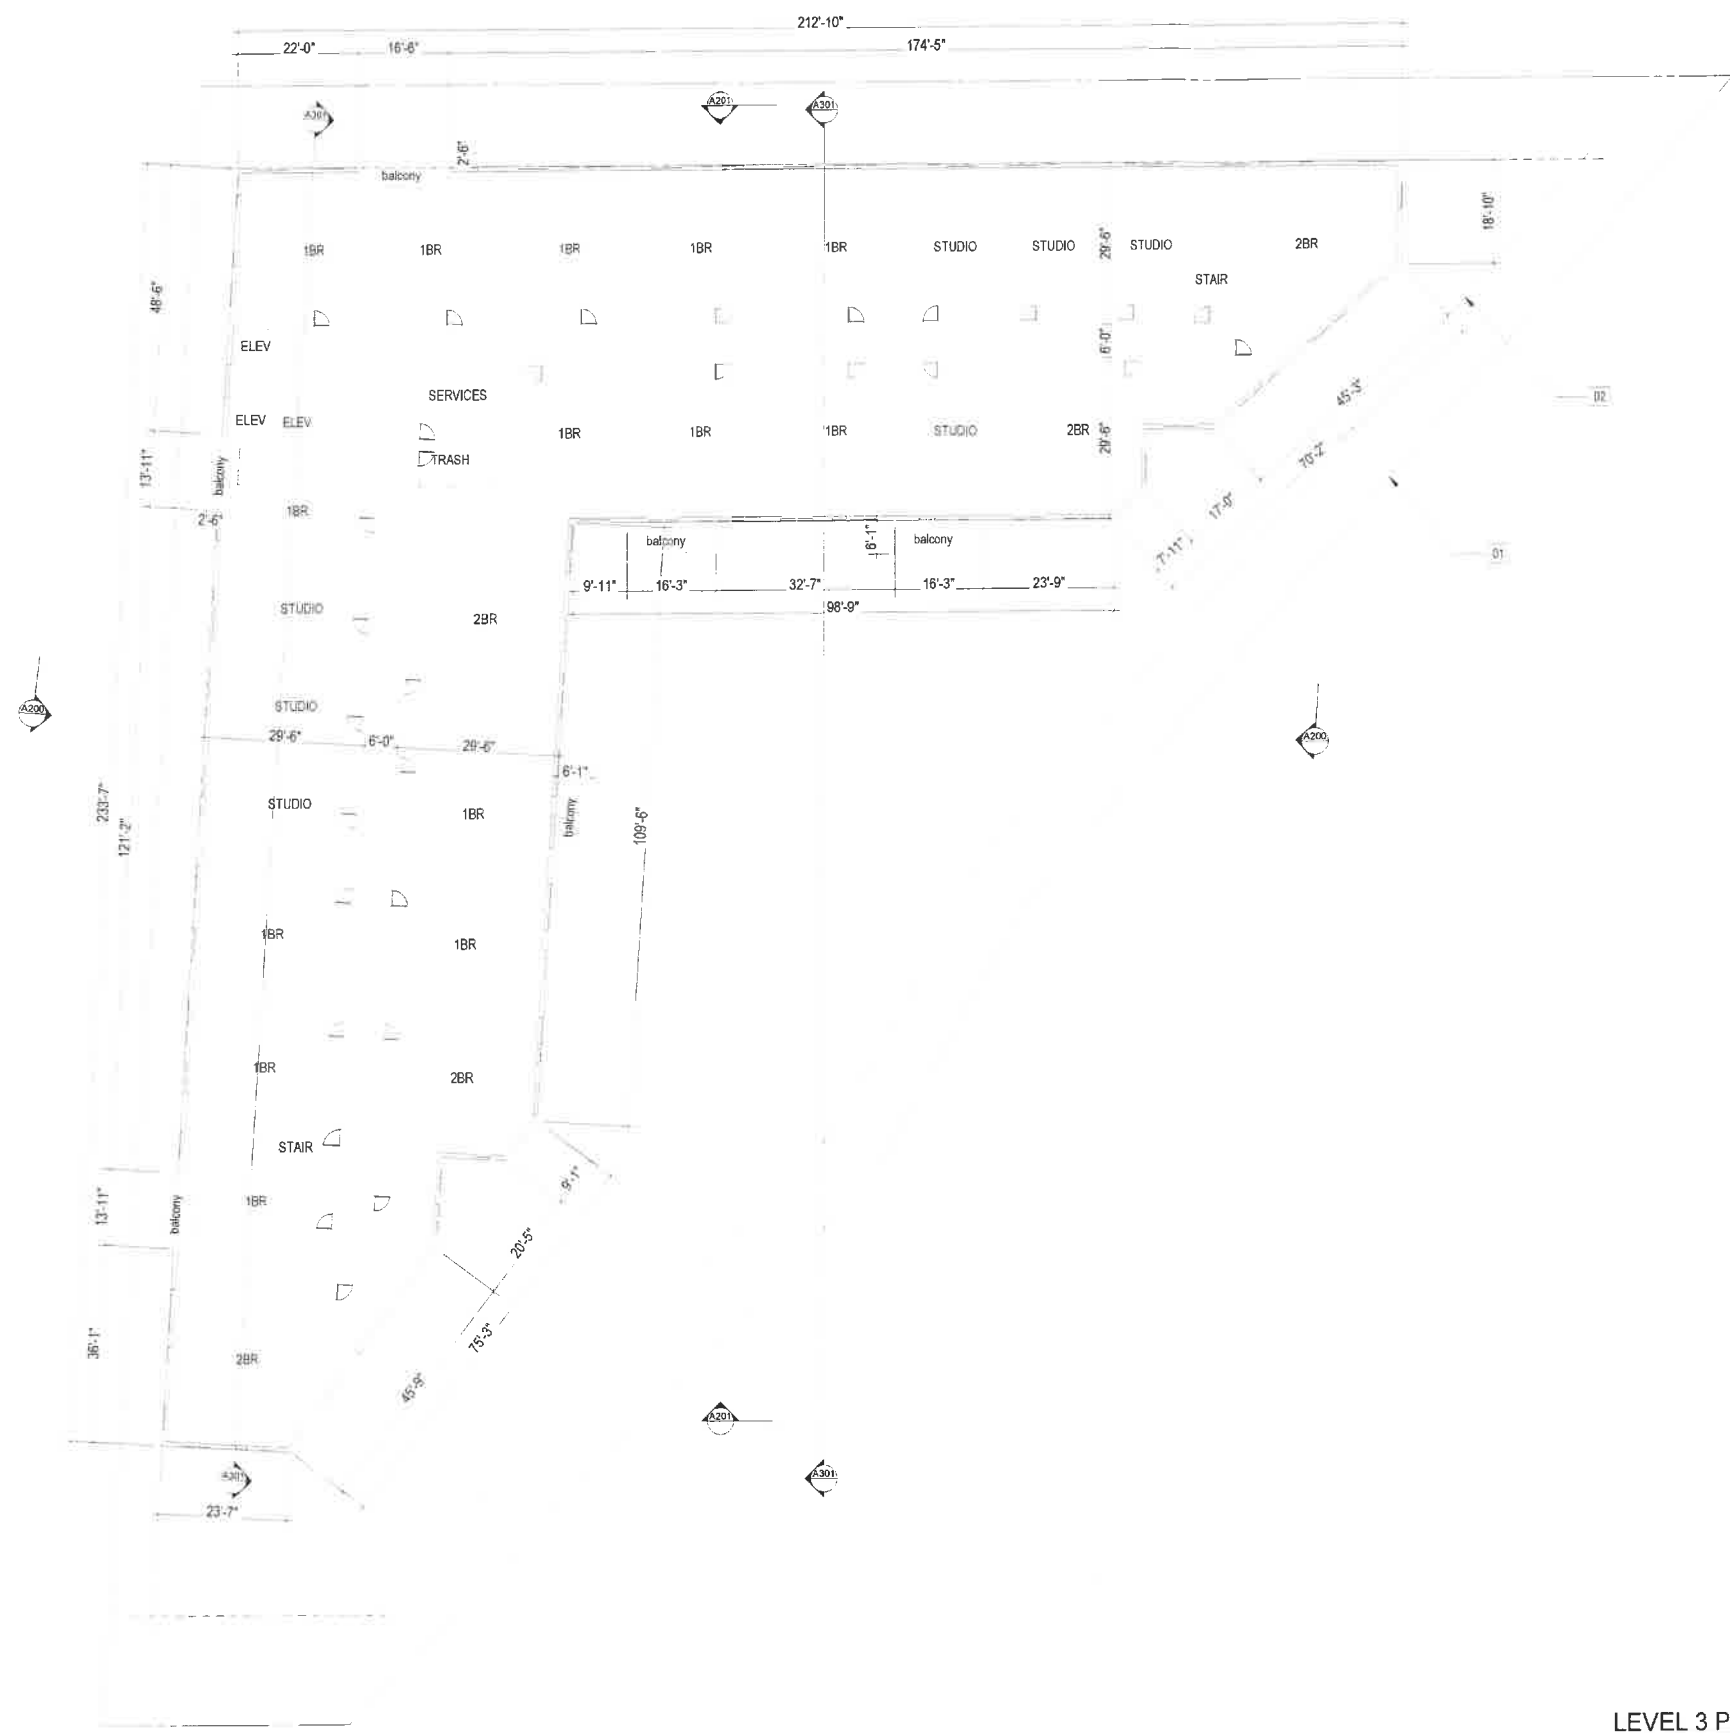 212'-10"
22'-0" 16'-6" 174'-5"
A301 A201 A301
2'-6"
balcony
18'-10"
1BR 1BR 1BR 1BR 1BR STUDIO STUDIO 29'-6" STUDIO 2BR
STAIR
48'-6"
ELEV
6'-0"
45'-3"
02
SERVICES
ELEV ELEV
1BR 1BR 1BR STUDIO 2BR 29'-6"
TRASH
70'-2"
13'-11"
balcony
2'-6"
1BR
17'-0"
balcony 6'-1" balcony
7'-11"
01
9'-11" 16'-3" 32'-7" 16'-3" 23'-9"
98'-9"
STUDIO
2BR
STUDIO
A200
A200
29'-6" 6'-0" 29'-6"
6'-1"
STUDIO
1BR
balcony
109'-6"
233'-7"
121'-2"
1BR
1BR
1BR
2BR
STAIR
9'-1"
1BR
13'-11"
balcony
20'-5"
75'-3"
36'-1"
2BR
45'-9"
A201
A301
A301
23'-7"
LEVEL 3 P